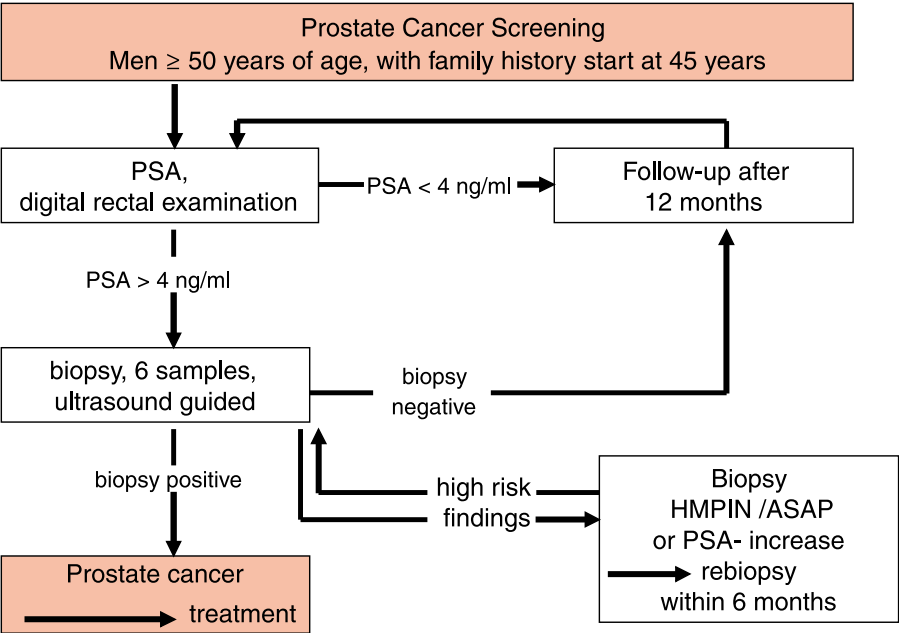 Prostate Cancer Screening
Men ≥ 50 years of age, with family history start at 45 years
PSA,
digital rectal examination
PSA < 4 ng/ml
Follow-up after
12 months
PSA > 4 ng/ml
biopsy, 6 samples,
ultrasound guided
biopsy
negative
biopsy positive
high risk
findings
Biopsy
HMPIN /ASAP
or PSA- increase
rebiopsy
within 6 months
Prostate cancer
treatment